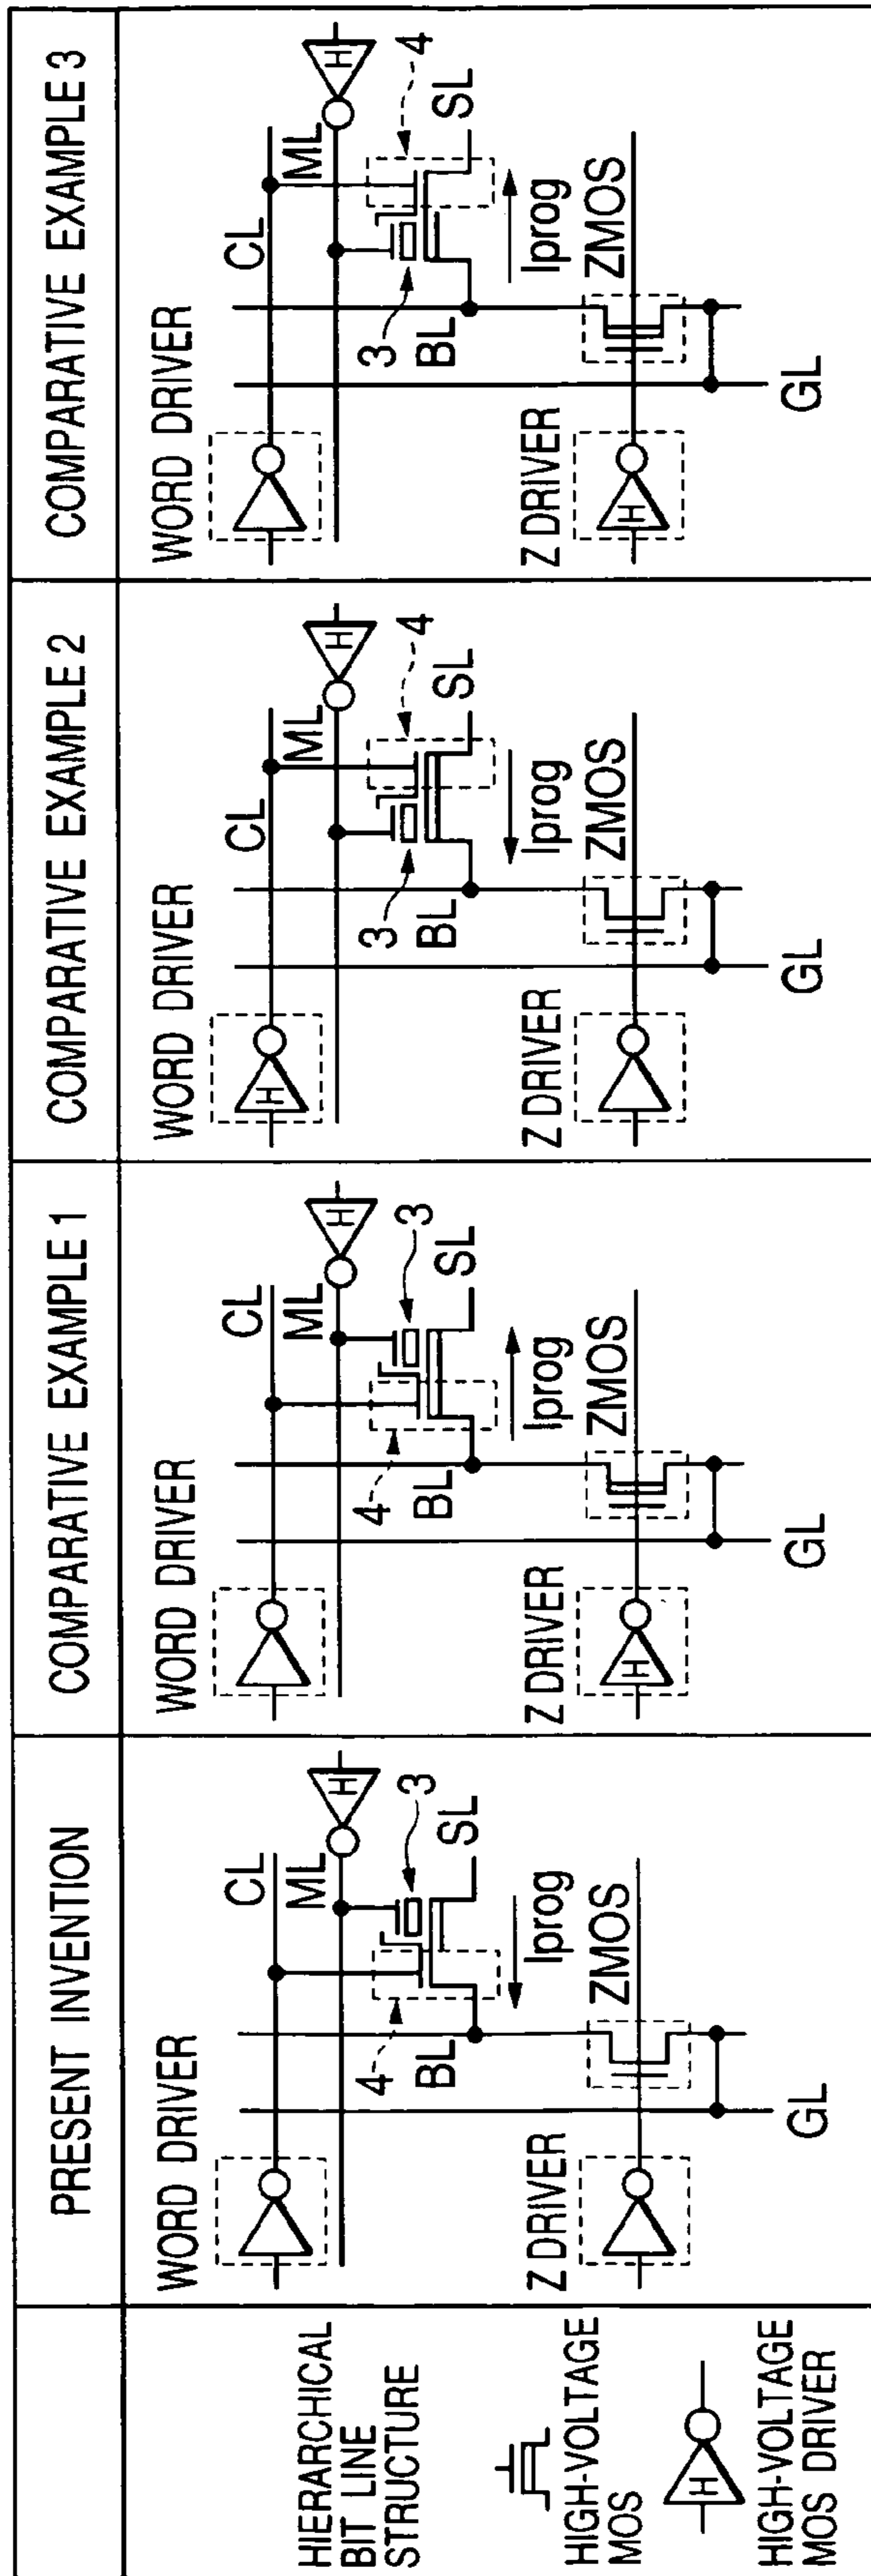 PRESENT INVENTION
COMPARATIVE EXAMPLE 1
COMPARATIVE EXAMPLE 2
COMPARATIVE EXAMPLE 3
HIERARCHICAL
BIT LINE
STRUCTURE
HIGH-VOLTAGE
MOS
H
HIGH-VOLTAGE
MOS DRIVER
WORD DRIVER
CL
ML
H
3
4
SL
BL
Iprog
Z DRIVER
ZMOS
GL
WORD DRIVER
CL
ML
H
3
4
SL
BL
Iprog
Z DRIVER
H
ZMOS
GL
WORD DRIVER
H
CL
ML
H
4
3
SL
BL
Iprog
Z DRIVER
ZMOS
GL
WORD DRIVER
CL
ML
H
4
3
SL
BL
Iprog
Z DRIVER
H
ZMOS
GL